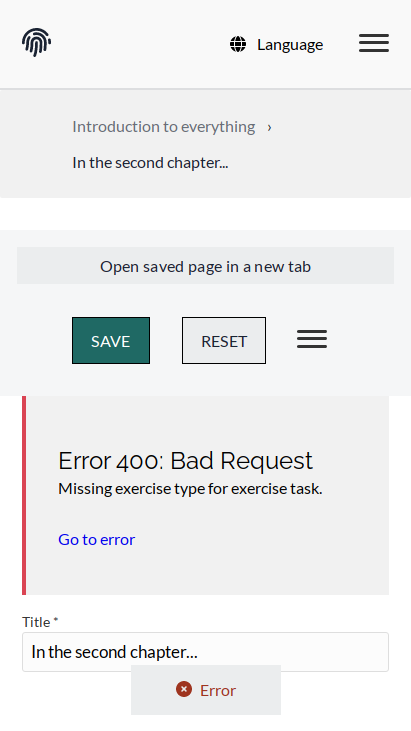 Language
Introduction to everything ›
In the second chapter...
Open saved page in a new tab
SAVE RESET
Error 400: Bad Request
Missing exercise type for exercise task.
Go to error
Title *
In the second chapter...
Error